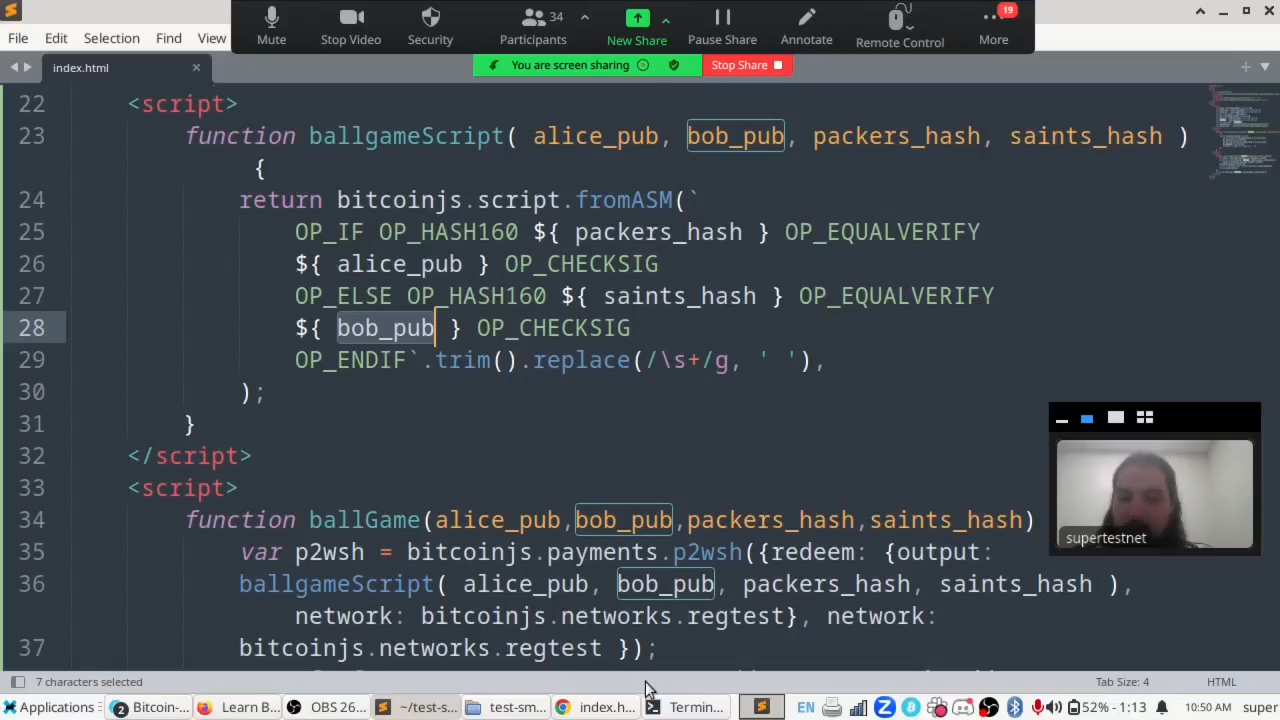 19
34
Mute
Stop Video
Security
Participants
New Share
Pause Share
Annotate
Remote Control
More
File Edit Selection Find View
You are screen sharing
Stop Share
index.html
22 <script>
23 function ballgameScript( alice_pub, bob_pub, packers_hash, saints_hash )
{
24 return bitcoinjs.script.fromASM(`
25 OP_IF OP_HASH160 ${ packers_hash } OP_EQUALVERIFY
26 ${ alice_pub } OP_CHECKSIG
27 OP_ELSE OP_HASH160 ${ saints_hash } OP_EQUALVERIFY
28 ${ bob_pub } OP_CHECKSIG
29 OP_ENDIF`.trim().replace(/\s+/g, ' '),
30 );
31 }
32 </script>
33 <script>
34 function ballGame(alice_pub,bob_pub,packers_hash,saints_hash)
35 var p2wsh = bitcoinjs.payments.p2wsh({redeem: {output:
36 ballgameScript( alice_pub, bob_pub, packers_hash, saints_hash ),
network: bitcoinjs.networks.regtest}, network:
37 bitcoinjs.networks.regtest });
supertestnet
7 characters selected
Tab Size: 4
HTML
Applications
2 Bitcoin-...
Learn B...
OBS 26...
~/test-s...
test-sm...
index.h...
Termin...
EN
52% - 1:13
10:50 AM
super